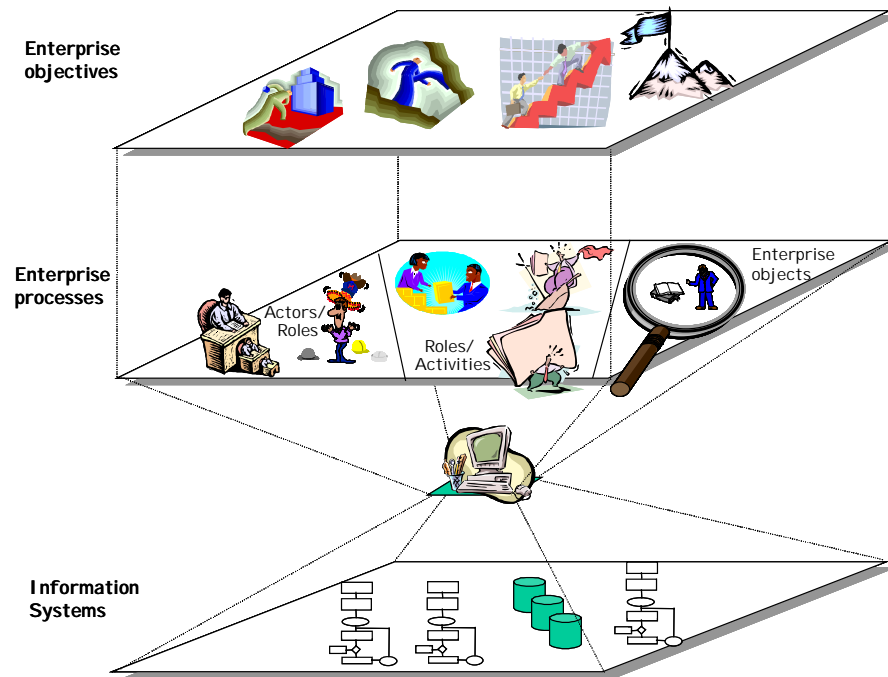 Enterprise
objectives
Enterprise
processes
Actors/
Roles
Roles/
Activities
Enterprise
objects
Information
Systems